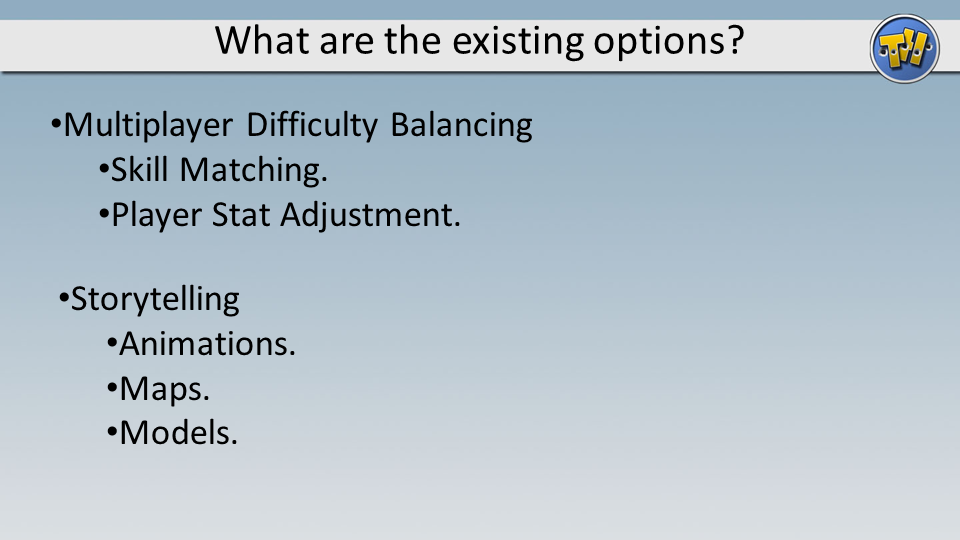 What are the existing options?
•Multiplayer Difficulty Balancing
•Skill Matching.
•Player Stat Adjustment.
•Storytelling
•Animations.
•Maps.
•Models.